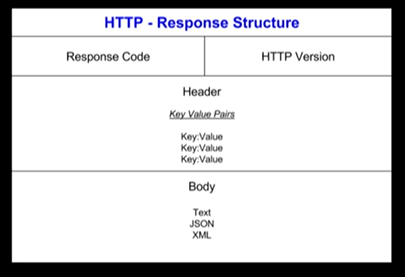 HTTP - Response Structure
Response Code
HTTP Version
Header
Key Value Pairs
Key:Value
Key:Value
Key:Value
Body
Text
JSON
XML